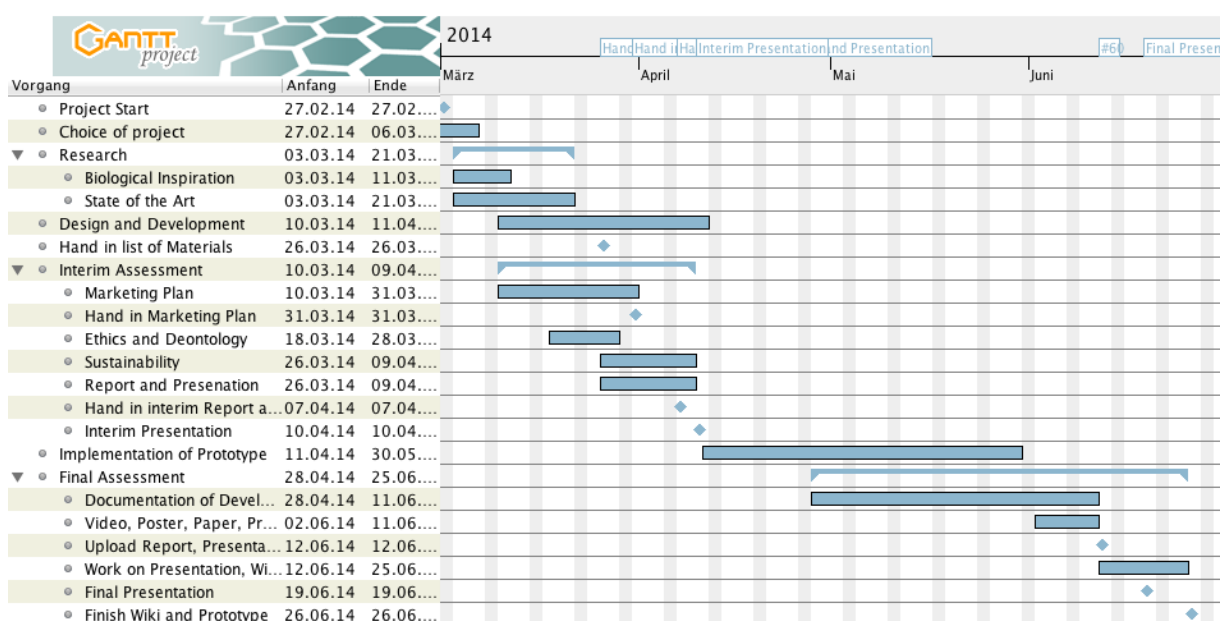 GANTT
project
2014
Hand Hand i Ha Interim Presentation nd Presentation #60 Final Presen
März April Mai Juni
Vorgang Anfang Ende
Project Start 27.02.14 27.02....
Choice of project 27.02.14 06.03....
Research 03.03.14 21.03....
Biological Inspiration 03.03.14 11.03....
State of the Art 03.03.14 21.03....
Design and Development 10.03.14 11.04....
Hand in list of Materials 26.03.14 26.03....
Interim Assessment 10.03.14 09.04....
Marketing Plan 10.03.14 31.03....
Hand in Marketing Plan 31.03.14 31.03....
Ethics and Deontology 18.03.14 28.03....
Sustainability 26.03.14 09.04....
Report and Presenation 26.03.14 09.04....
Hand in interim Report a... 07.04.14 07.04....
Interim Presentation 10.04.14 10.04....
Implementation of Prototype 11.04.14 30.05....
Final Assessment 28.04.14 25.06....
Documentation of Devel... 28.04.14 11.06....
Video, Poster, Paper, Pr... 02.06.14 11.06....
Upload Report, Presenta... 12.06.14 12.06....
Work on Presentation, Wi... 12.06.14 25.06....
Final Presentation 19.06.14 19.06....
Finish Wiki and Prototype 26.06.14 26.06....